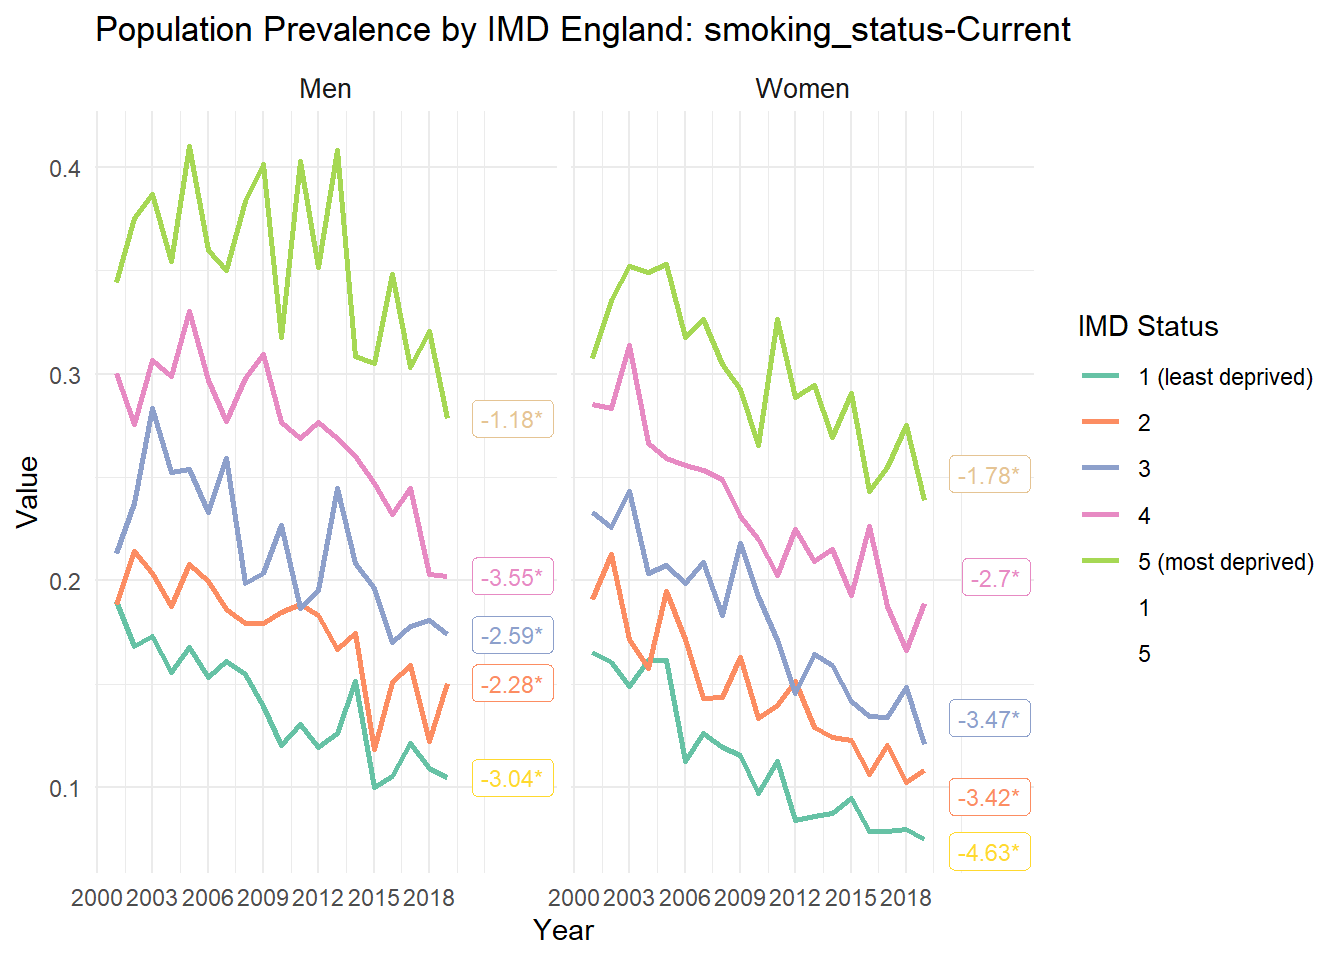 Population Prevalence by IMD England: smoking_status-Current
Men
Women
0.4
0.3
0.2
0.1
Value
-1.18*
-3.55*
-2.59*
-2.28*
-3.04*
-1.78*
-2.7*
-3.47*
-3.42*
-4.63*
2000 2003 2006 2009 2012 2015 2018
2000 2003 2006 2009 2012 2015 2018
Year
IMD Status
1 (least deprived)
2
3
4
5 (most deprived)
1
5